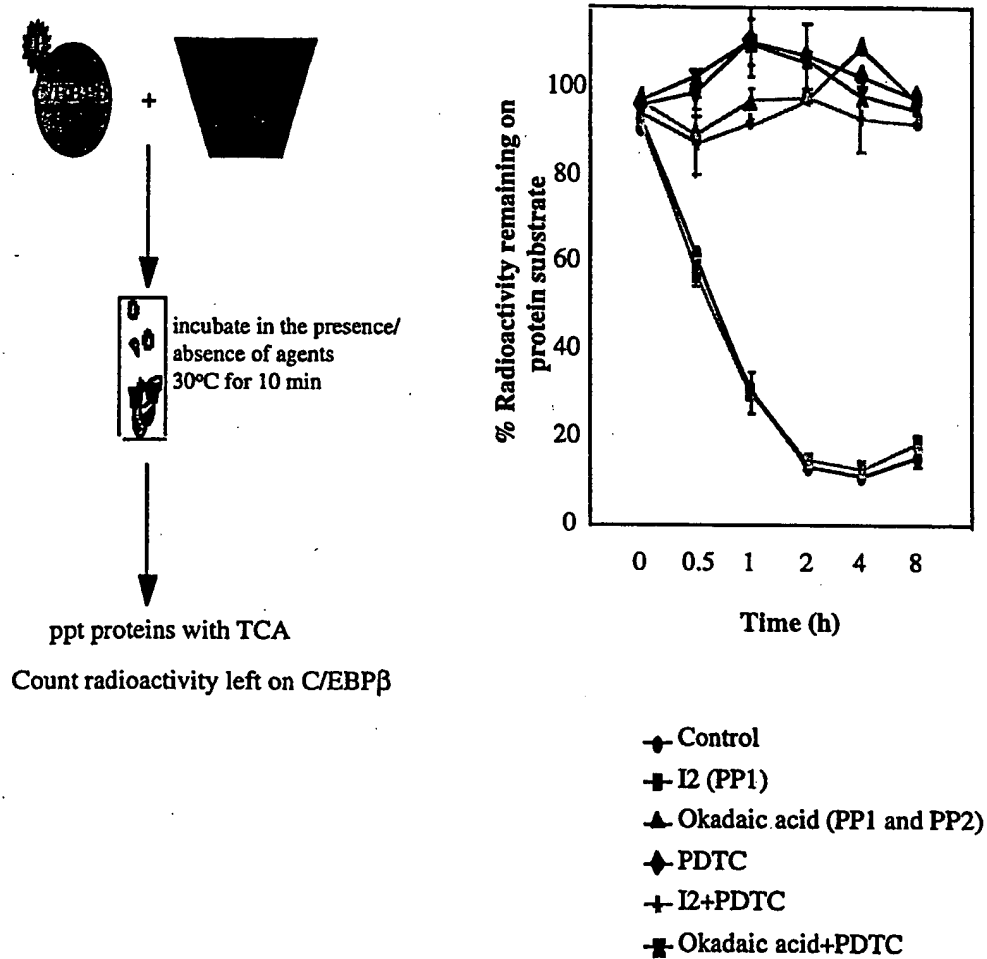 +
incubate in the presence/
absence of agents
30°C for 10 min
ppt proteins with TCA
Count radioactivity left on C/EBPβ
% Radioactivity remaining on
protein substrate
100
80
60
40
20
0
0 0.5 1 2 4 8
Time (h)
Control
I2 (PP1)
Okadaic acid (PP1 and PP2)
PDTC
I2+PDTC
Okadaic acid+PDTC